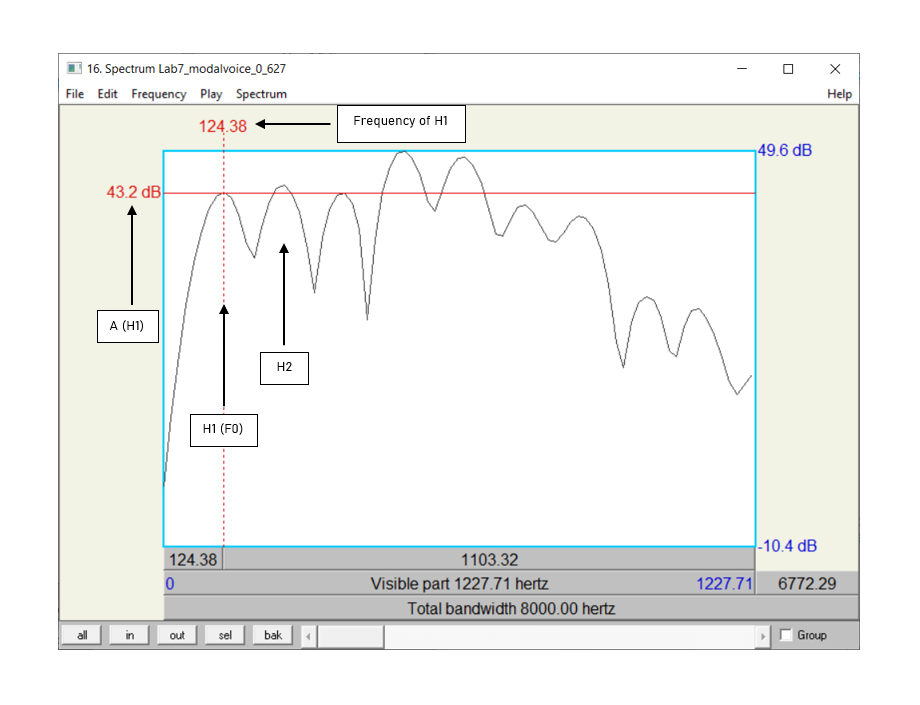 16. Spectrum Lab7_modalvoice_0_627
File Edit Frequency Play Spectrum Help
124.38
Frequency of H1
49.6 dB
43.2 dB
A (H1)
H2
H1 (F0)
-10.4 dB
124.38 1103.32
0 Visible part 1227.71 hertz 1227.71 6772.29
Total bandwidth 8000.00 hertz
all in out sel bak Group